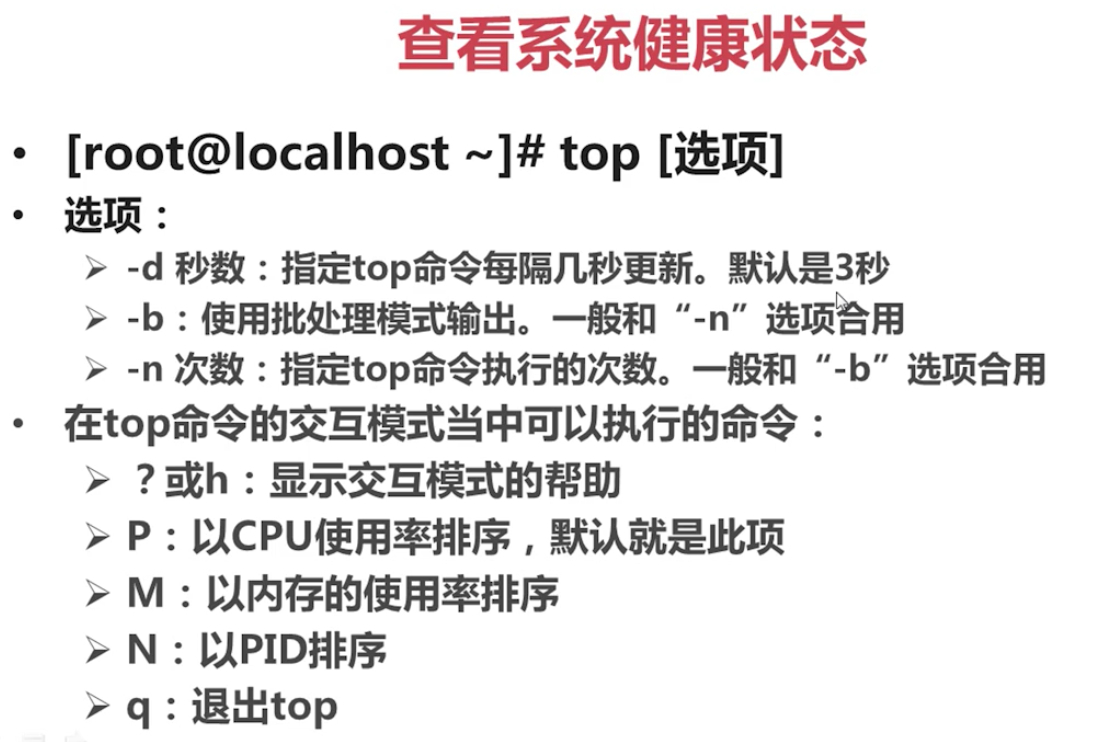 查看系统健康状态
• [root@localhost ~]# top [选项]
• 选项：
➢ -d 秒数：指定top命令每隔几秒更新。默认是3秒
➢ -b：使用批处理模式输出。一般和“-n”选项合用
➢ -n 次数：指定top命令执行的次数。一般和“-b”选项合用
• 在top命令的交互模式当中可以执行的命令：
➢ ？或h：显示交互模式的帮助
➢ P：以CPU使用率排序，默认就是此项
➢ M：以内存的使用率排序
➢ N：以PID排序
➢ q：退出top